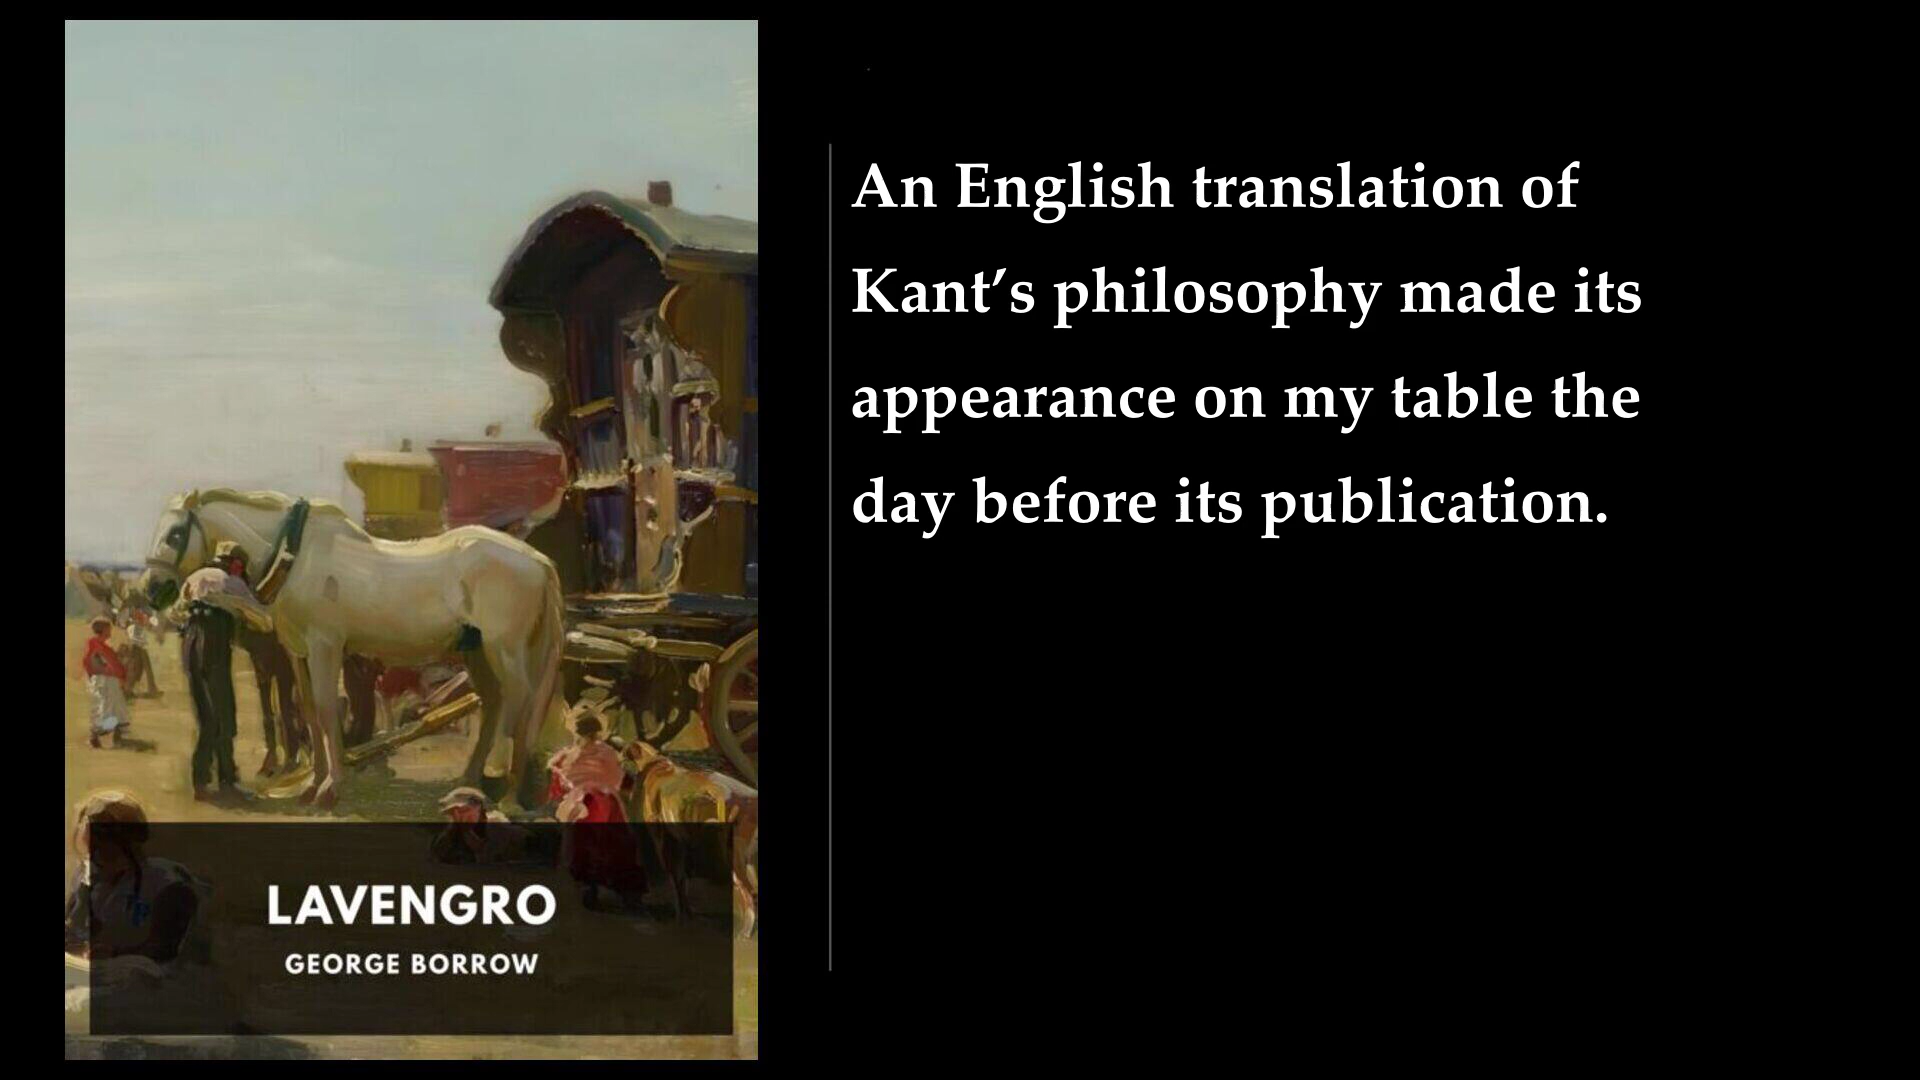 LAVENGRO
GEORGE BORROW
An English translation of
Kant’s philosophy made its
appearance on my table the
day before its publication.